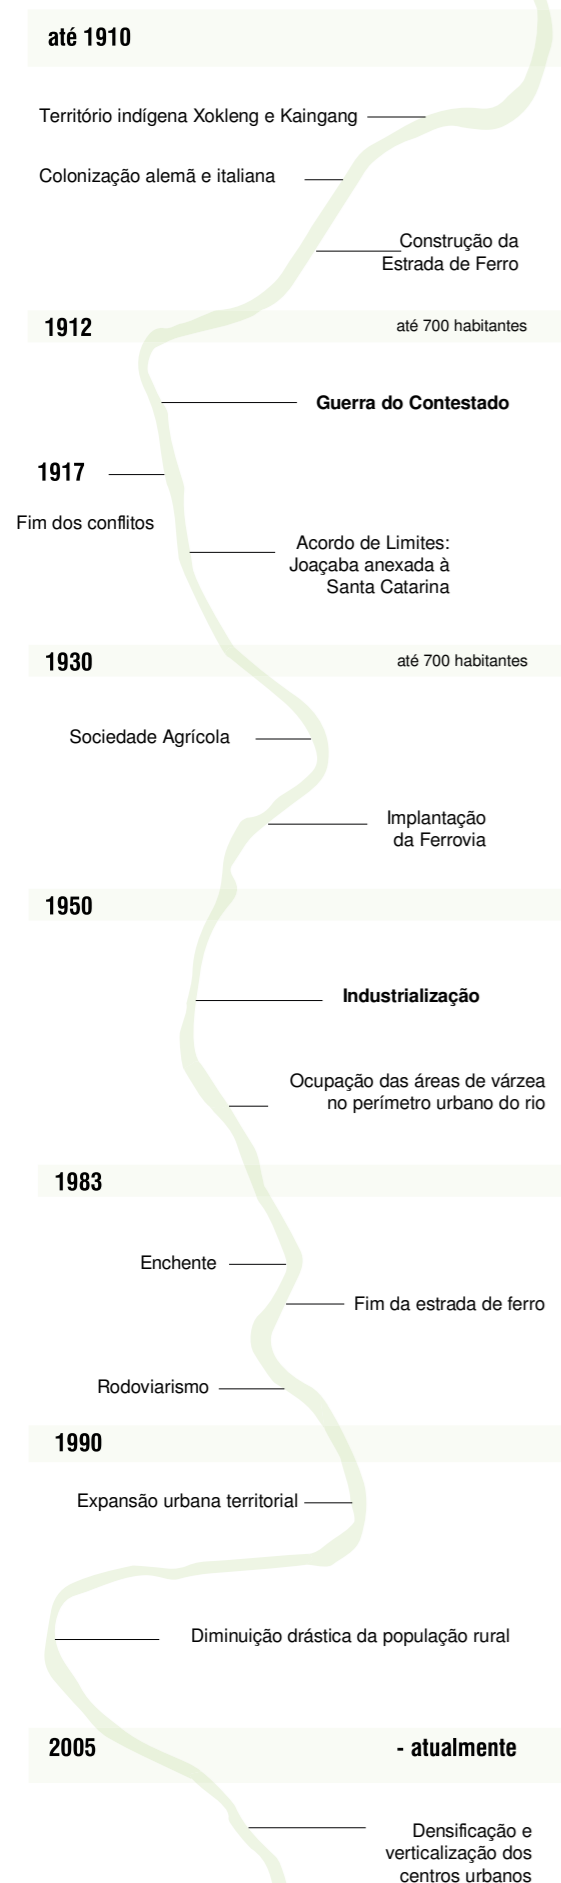 até 1910
Território indígena Xokleng e Kaingang
Colonização alemã e italiana
Construção da
Estrada de Ferro
1912
até 700 habitantes
Guerra do Contestado
1917
Fim dos conflitos
Acordo de Limites:
Joaçaba anexada à
Santa Catarina
1930
até 700 habitantes
Sociedade Agrícola
Implantação
da Ferrovia
1950
Industrialização
Ocupação das áreas de várzea
no perímetro urbano do rio
1983
Enchente
Fim da estrada de ferro
Rodoviarismo
1990
Expansão urbana territorial
Diminuição drástica da população rural
2005 - atualmente
Densificação e
verticalização dos
centros urbanos